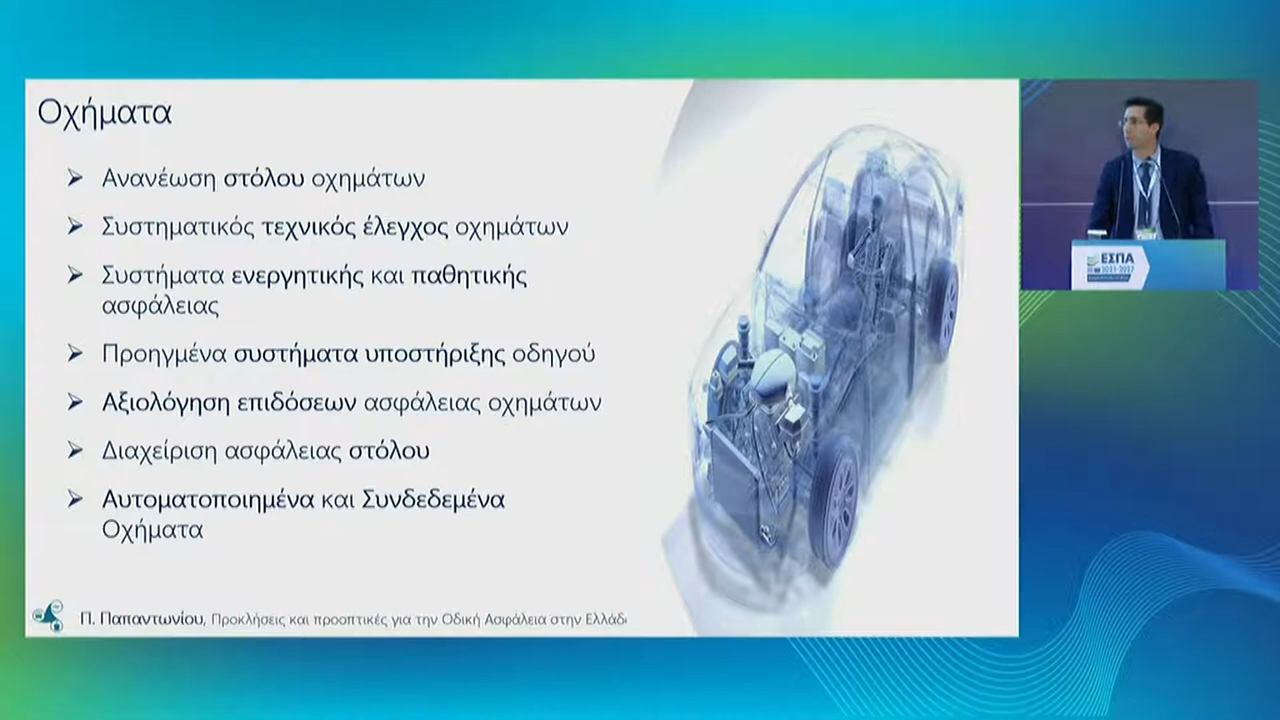 Οχήματα
Ανανέωση στόλου οχημάτων
Συστηματικός τεχνικός έλεγχος οχημάτων
Συστήματα ενεργητικής και παθητικής
ασφάλειας
Προηγμένα συστήματα υποστήριξης οδηγού
Αξιολόγηση επιδόσεων ασφάλειας οχημάτων
Διαχείριση ασφάλειας στόλου
Αυτοματοποιημένα και Συνδεδεμένα
Οχήματα
Π. Παπαντωνίου, Προκλήσεις και προοπτικές για την Οδική Ασφάλεια στην Ελλάδ
ΕΣΠΑ
2021-2027